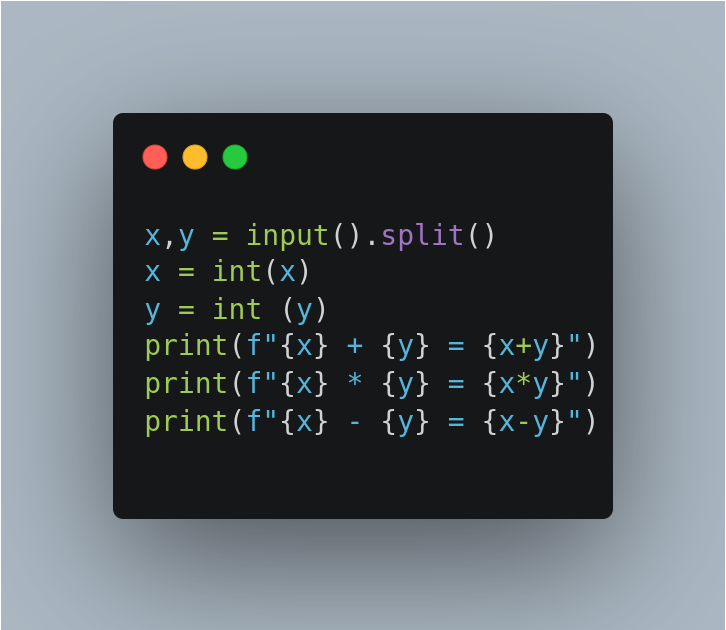 x,y = input().split()
x = int(x)
y = int (y)
print(f"{x} + {y} = {x+y}")
print(f"{x} * {y} = {x*y}")
print(f"{x} - {y} = {x-y}")